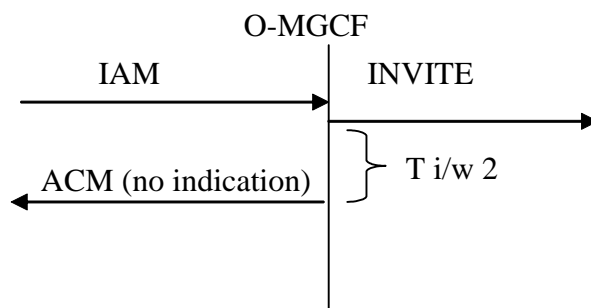 O-MGCF
IAM INVITE
T i/w 2
ACM (no indication)